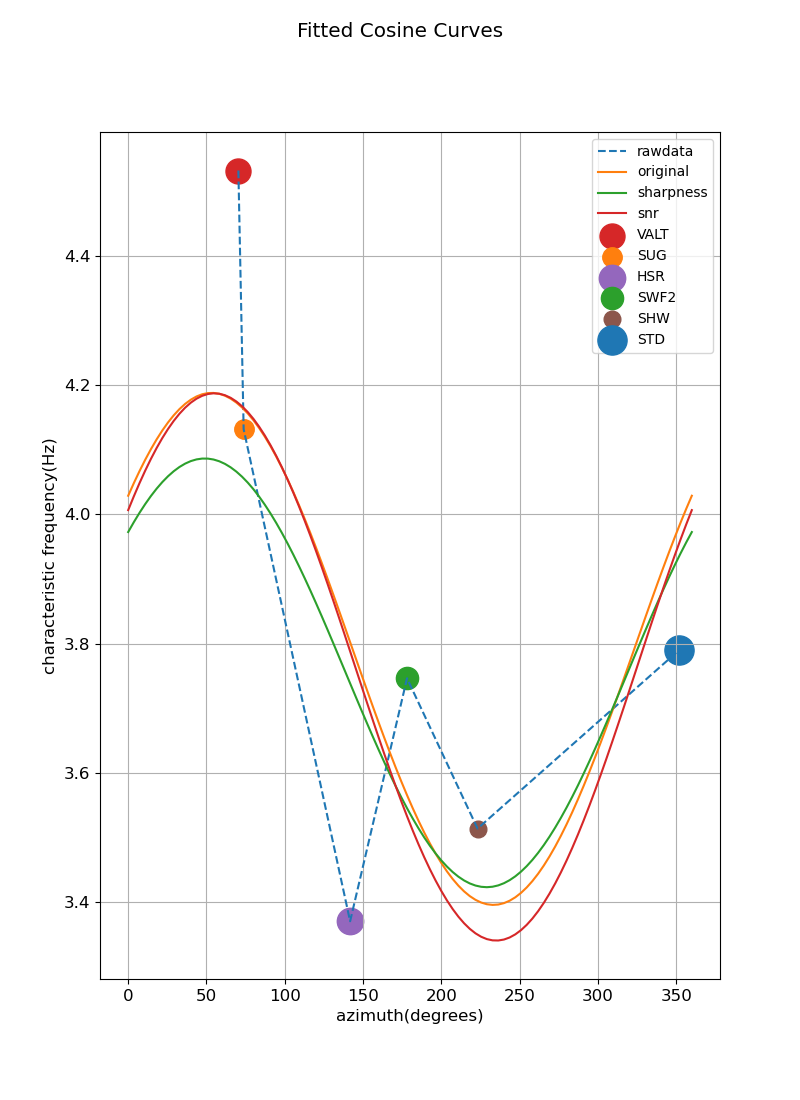 Fitted Cosine Curves
rawdata
original
sharpness
snr
VALT
SUG
HSR
SWF2
SHW
STD
4.4
4.2
4.0
3.8
3.6
3.4
characteristic frequency(Hz)
0 50 100 150 200 250 300 350
azimuth(degrees)